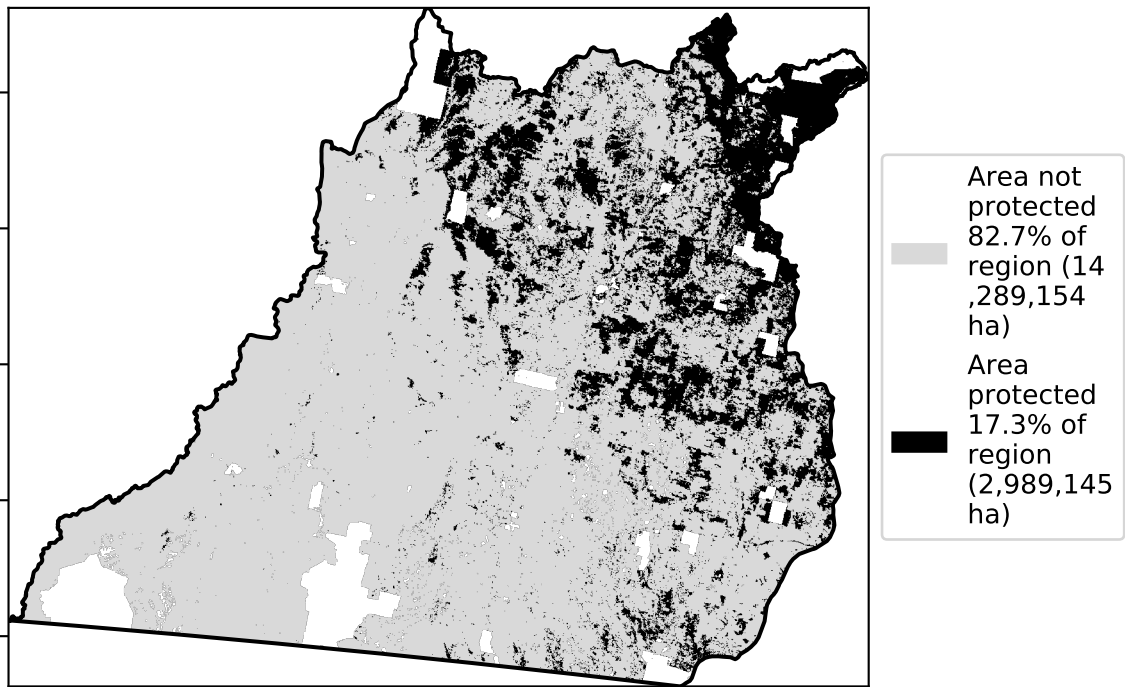 Area not
protected
82.7% of
region (14
,289,154
ha)
Area
protected
17.3% of
region
(2,989,145
ha)